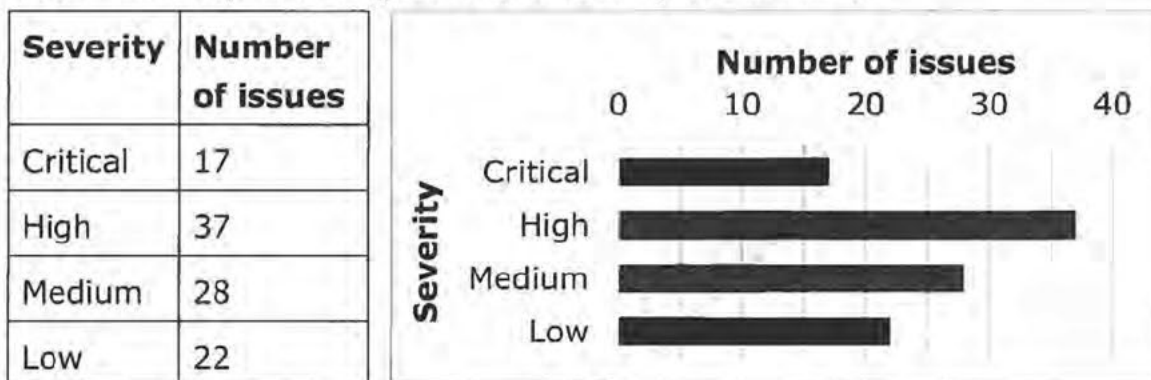 Severity Number
of issues
Critical 17
High 37
Medium 28
Low 22
Number of issues
0 10 20 30 40
Severity
Critical
High
Medium
Low